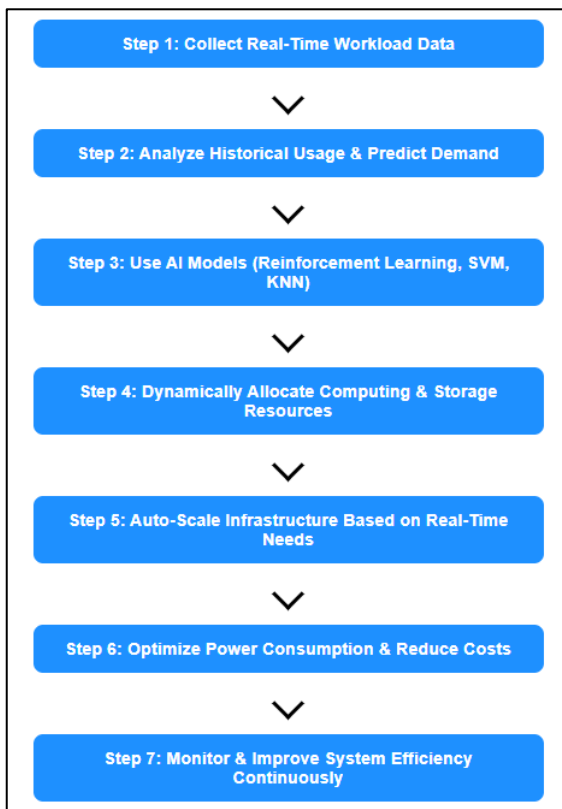 Step 1: Collect Real-Time Workload Data
Step 2: Analyze Historical Usage & Predict Demand
Step 3: Use AI Models (Reinforcement Learning, SVM,
KNN)
Step 4: Dynamically Allocate Computing & Storage
Resources
Step 5: Auto-Scale Infrastructure Based on Real-Time
Needs
Step 6: Optimize Power Consumption & Reduce Costs
Step 7: Monitor & Improve System Efficiency
Continuously